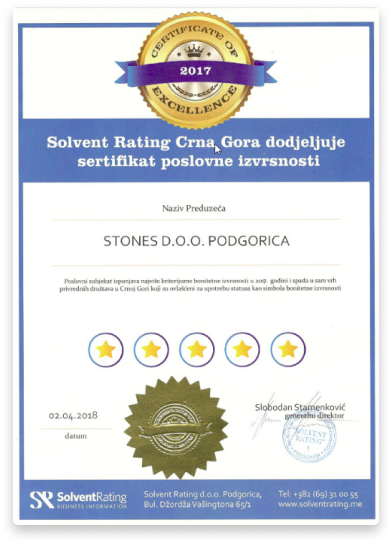 CERTIFICATE OF
2017
EXCELLENCE
Solvent Rating Crna Gora dodjeljuje
sertifikat poslovne izvrsnosti
Naziv Preduzeća
STONES D.O.O. PODGORICA
Poslovni subjekat ispunjava najviše kriterijume bonitetne izvrsnosti u 2017. godini i spada u sam vrh
privrednih društava u Crnoj Gori koji su ovlašćeni za upotrebu statusa kao simbola bonitetne izvrsnosti
02.04.2018
datum
Slobodan Stamenković
generalni direktor
SOLVENT
RATING
SR SolventRating
BUSINESS INFORMATION
Solvent Rating d.o.o. Podgorica,
Bul. Džordža Vašingtona 65/1
Tel: +382 (69) 31 00 55
www.solventrating.me